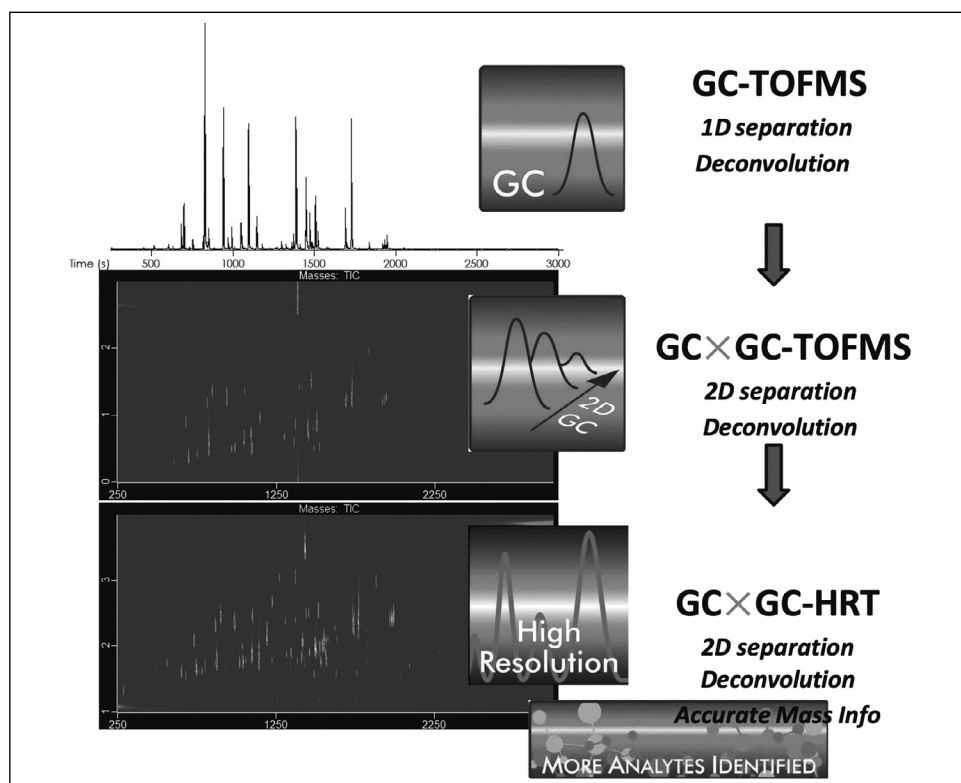 GC-TOFMS
1D separation
Deconvolution
GC
Time (s) 500 1000 1500 2000 2500 3000
Masses: TIC
2
1
0
250 1250 2250
2D
GC
GC×GC-TOFMS
2D separation
Deconvolution
Masses: TIC
3
2
1
250 1250 2250
High
Resolution
GC×GC-HRT
2D separation
Deconvolution
Accurate Mass Info
MORE ANALYTES IDENTIFIED